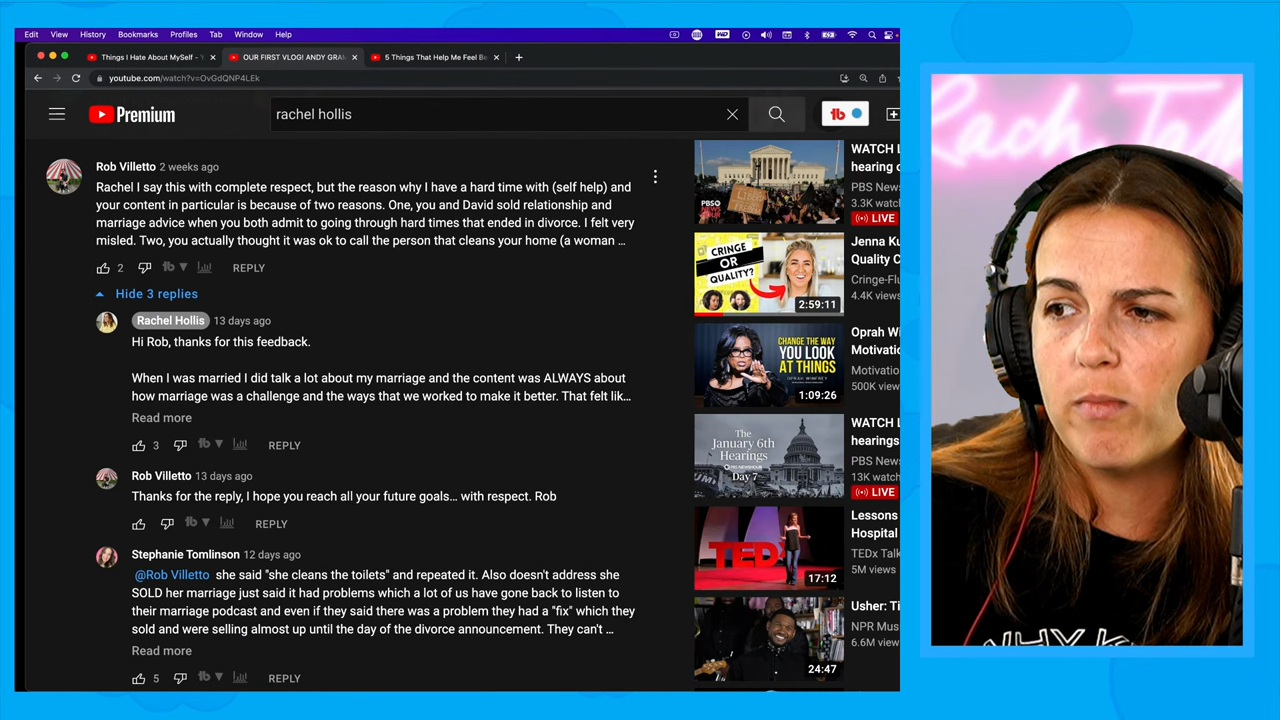 Edit View History Bookmarks Profiles Tab Window Help
Things I Hate About MySelf - Y
OUR FIRST VLOG! ANDY GRA
5 Things That Help Me Feel Be
youtube.com/watch?v=OvGdQNP4LEk
Premium
rachel hollis
Rob Villetto 2 weeks ago
Rachel I say this with complete respect, but the reason why I have a hard time with (self help) and
your content in particular is because of two reasons. One, you and David sold relationship and
marriage advice when you both admit to going through hard times that ended in divorce. I felt very
misled. Two, you actually thought it was ok to call the person that cleans your home (a woman ...
2 REPLY
Hide 3 replies
Rachel Hollis 13 days ago
Hi Rob, thanks for this feedback.
When I was married I did talk a lot about my marriage and the content was ALWAYS about
how marriage was a challenge and the ways that we worked to make it better. That felt lik...
Read more
3 REPLY
Rob Villetto 13 days ago
Thanks for the reply, I hope you reach all your future goals... with respect. Rob
REPLY
Stephanie Tomlinson 12 days ago
@Rob Villetto she said "she cleans the toilets" and repeated it. Also doesn't address she
SOLD her marriage just said it had problems which a lot of us have gone back to listen to
their marriage podcast and even if they said there was a problem they had a "fix" which they
sold and were selling almost up until the day of the divorce announcement. They can't ...
Read more
5 REPLY
WATCH L
hearing o
PBS News
3.3K watch
LIVE
CRINGE
OR
QUALITY?
2:59:11
Jenna Ku
Quality C
Cringe-Flu
4.4K views
CHANGE THE WAY
YOU LOOK
AT THINGS
1:09:26
Oprah Wi
Motivatio
Motivation
500K view
The
January 6th
Hearings
Day 7
WATCH L
hearings
PBS News
13K watch
LIVE
TED
17:12
Lessons
Hospital
TEDx Talk
5M views
24:47
Usher: Ti
NPR Mus
6.6M view
Rach Tal